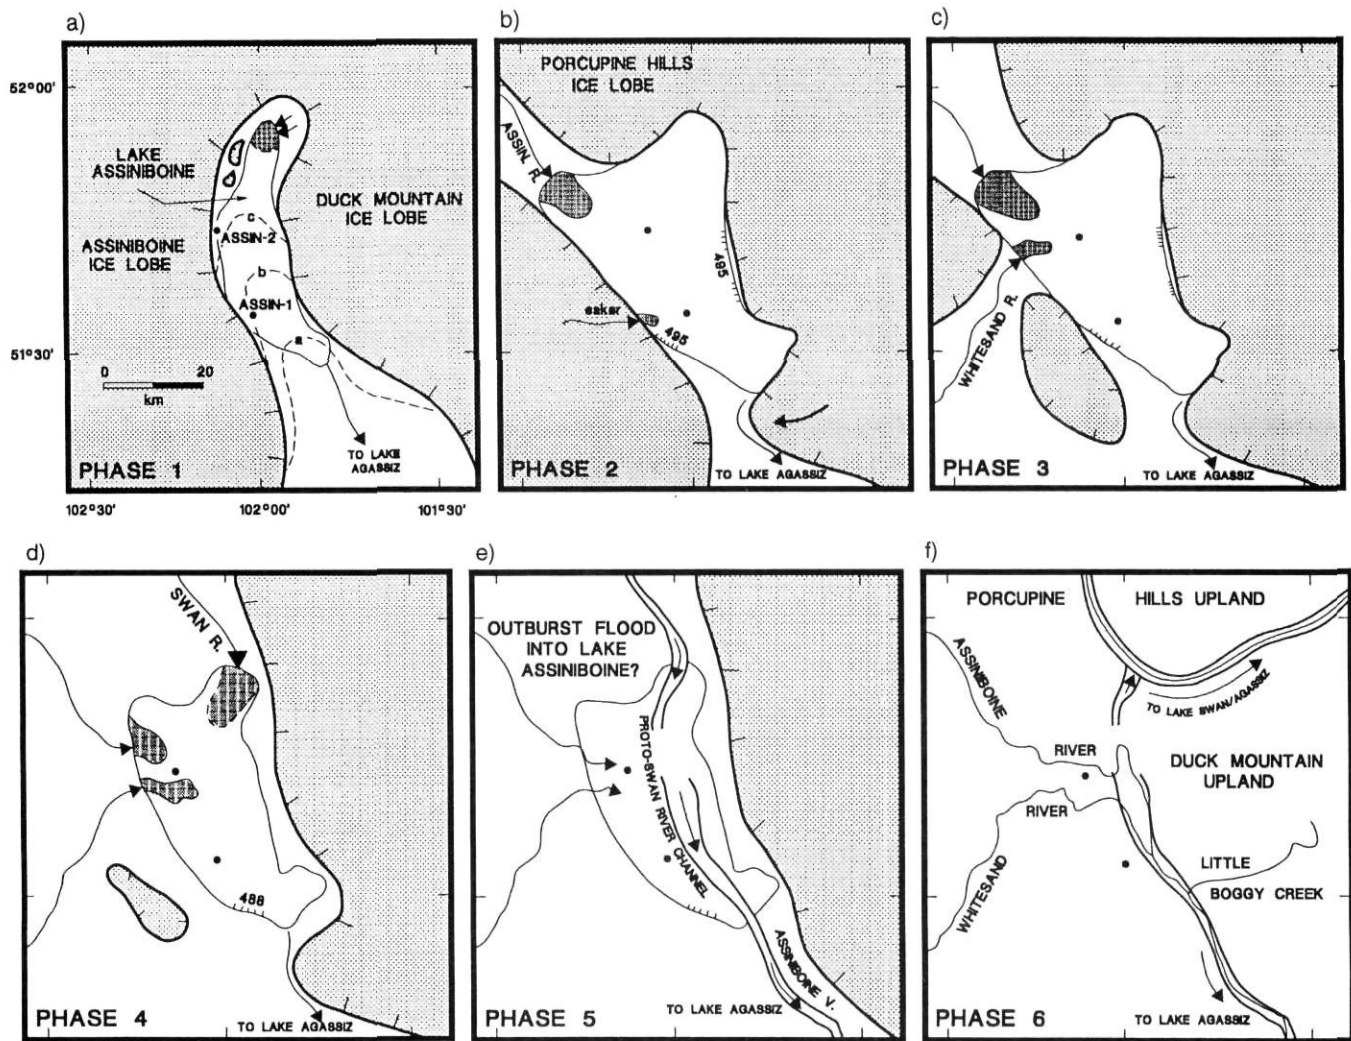 a)
52°00'
LAKE
ASSINIBOINE
DUCK MOUNTAIN
ICE LOBE
ASSINIBOINE
ICE LOBE
c
ASSIN-2
b
ASSIN-1
a
51°30'
0 20
km
TO LAKE
AGASSIZ
PHASE 1
102°30' 102°00' 101°30'
b)
PORCUPINE HILLS
ICE LOBE
ASSIN. R.
495
esker
495
PHASE 2
TO LAKE AGASSIZ
c)
WHITESAND R.
PHASE 3
TO LAKE AGASSIZ
d)
SWAN R.
488
PHASE 4
TO LAKE AGASSIZ
e)
OUTBURST FLOOD
INTO LAKE
ASSINIBOINE?
PROTO-SWAN RIVER CHANNEL
ASSINIBOINE V.
PHASE 5
TO LAKE AGASSIZ
f)
PORCUPINE HILLS UPLAND
ASSINIBOINE
RIVER
TO LAKE SWAN/AGASSIZ
DUCK MOUNTAIN
UPLAND
RIVER
WHITESAND
LITTLE
BOGGY CREEK
PHASE 6
TO LAKE AGASSIZ